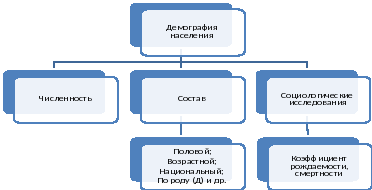 Демография
населения
Численность
Состав
Социологические
исследования
Половой;
Возрастной;
Национальный;
По роду (Д) и др.
Коэффициент
рождаемости,
смертности